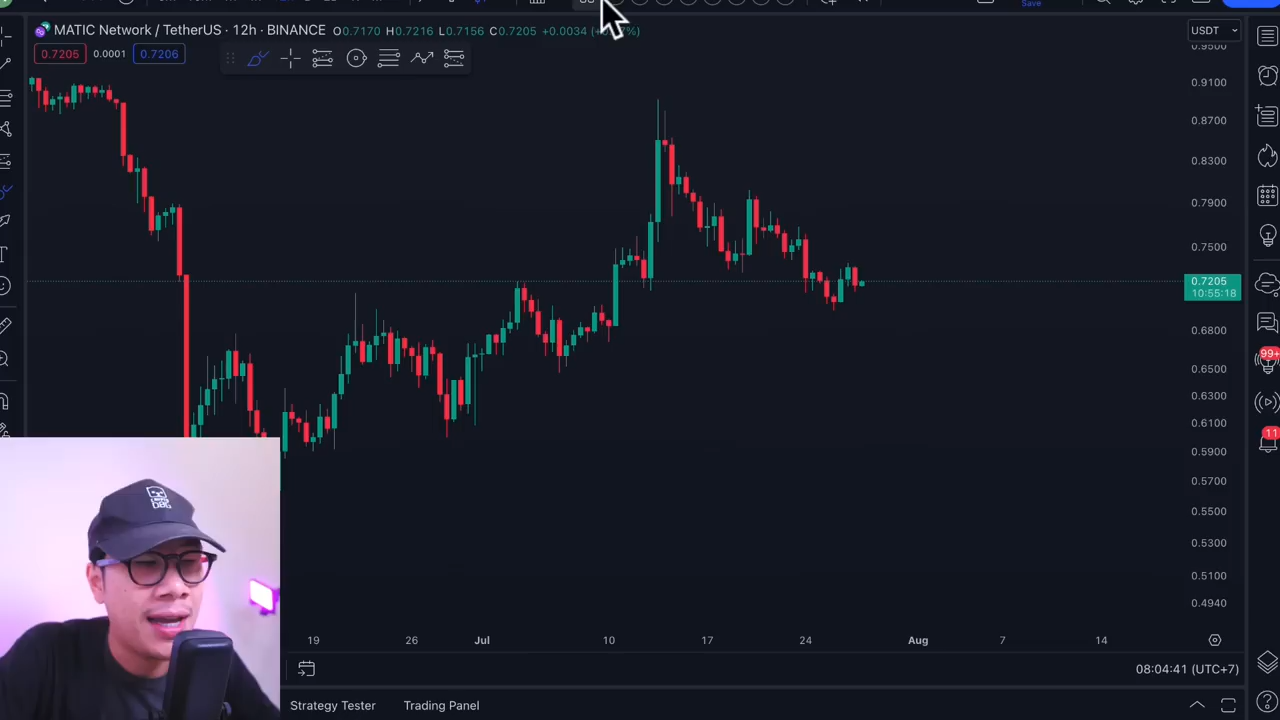 Save
MATIC Network / TetherUS · 12h · BINANCE O0.7170 H0.7216 L0.7156 C0.7205 +0.0034
USDT
0.7205 0.0001 0.7206
0.9500
0.9100
0.8700
0.8300
0.7900
0.7500
0.7205
10:55:18
0.6800
0.6500
0.6300
0.6100
0.5900
0.5700
0.5500
0.5300
0.5100
0.4940
99+
11
19 26 Jul 10 17 24 Aug 7 14
08:04:41 (UTC+7)
Strategy Tester Trading Panel